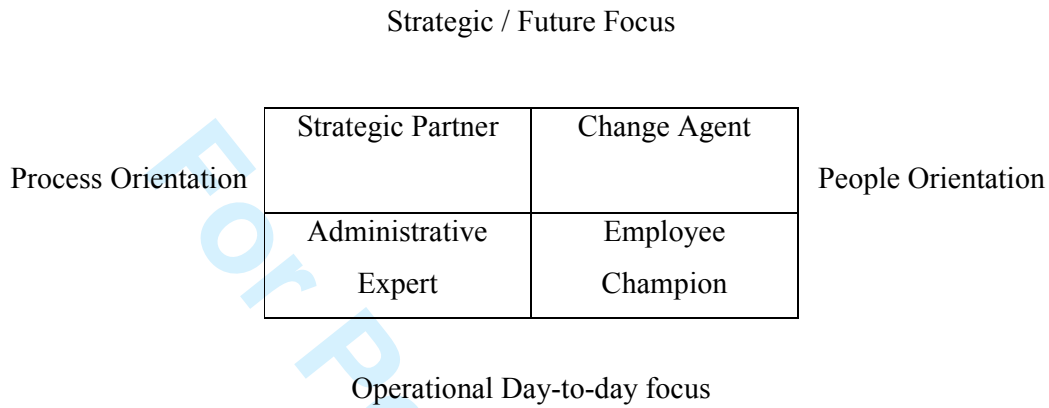 Strategic / Future Focus
Strategic Partner Change Agent
Process Orientation People Orientation
Administrative Employee
Expert Champion
Operational Day-to-day focus
For P